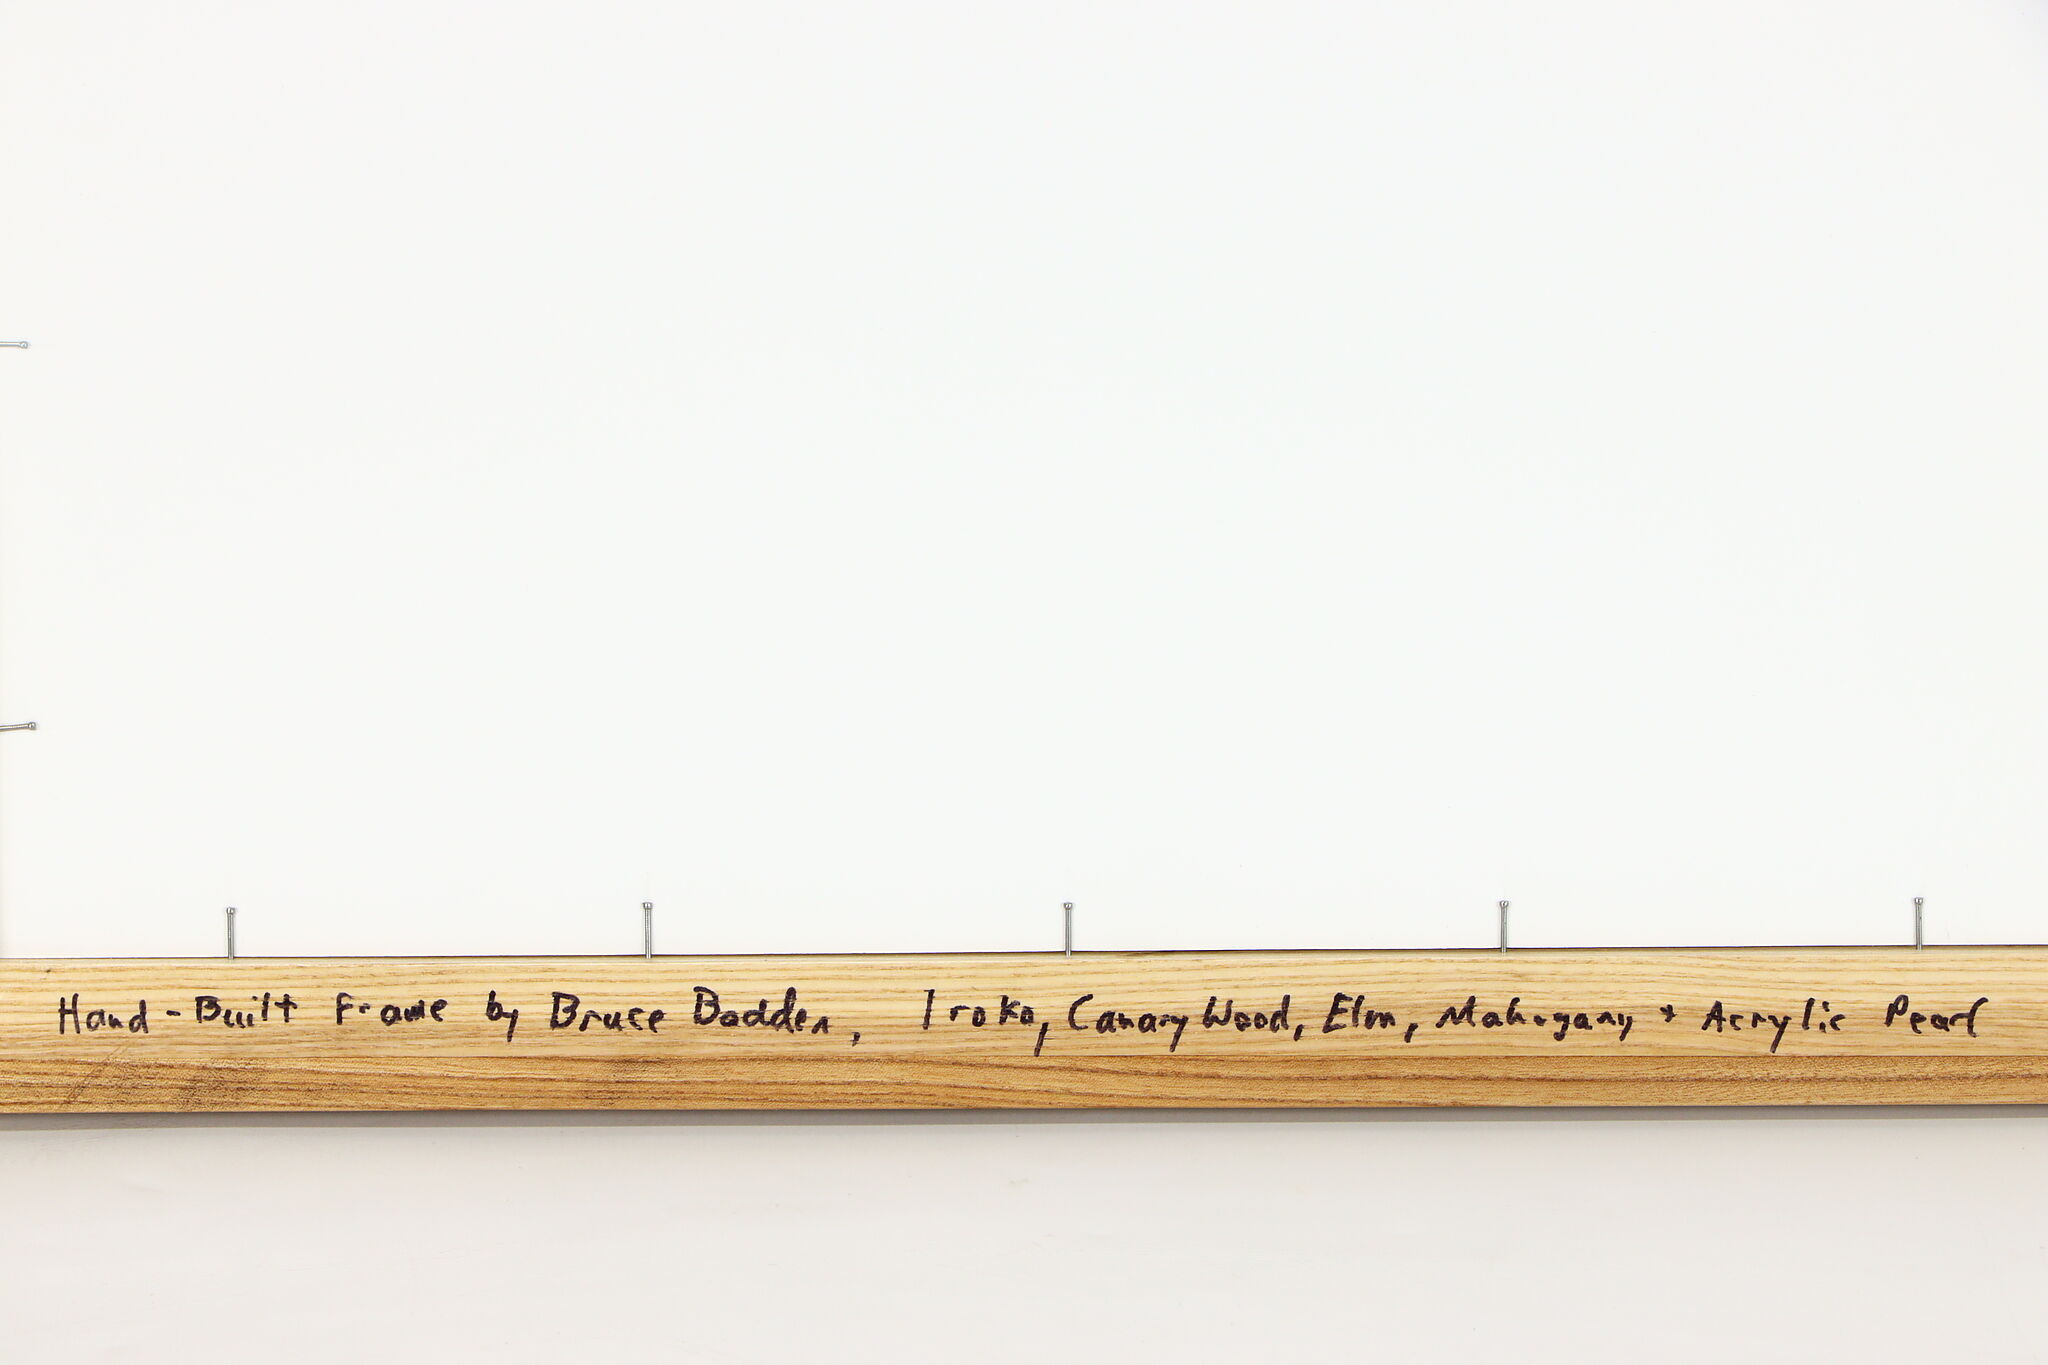 Hand-Built Frame by Bruce Bodden, Iroko, Canary Wood, Elm, Mahogany + Acrylic Pearl